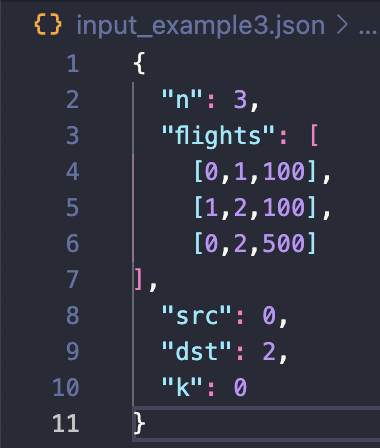 {} input_example3.json > ...
1 {
2 "n": 3,
3 "flights": [
4 [0,1,100],
5 [1,2,100],
6 [0,2,500]
7 ],
8 "src": 0,
9 "dst": 2,
10 "k": 0
11 }